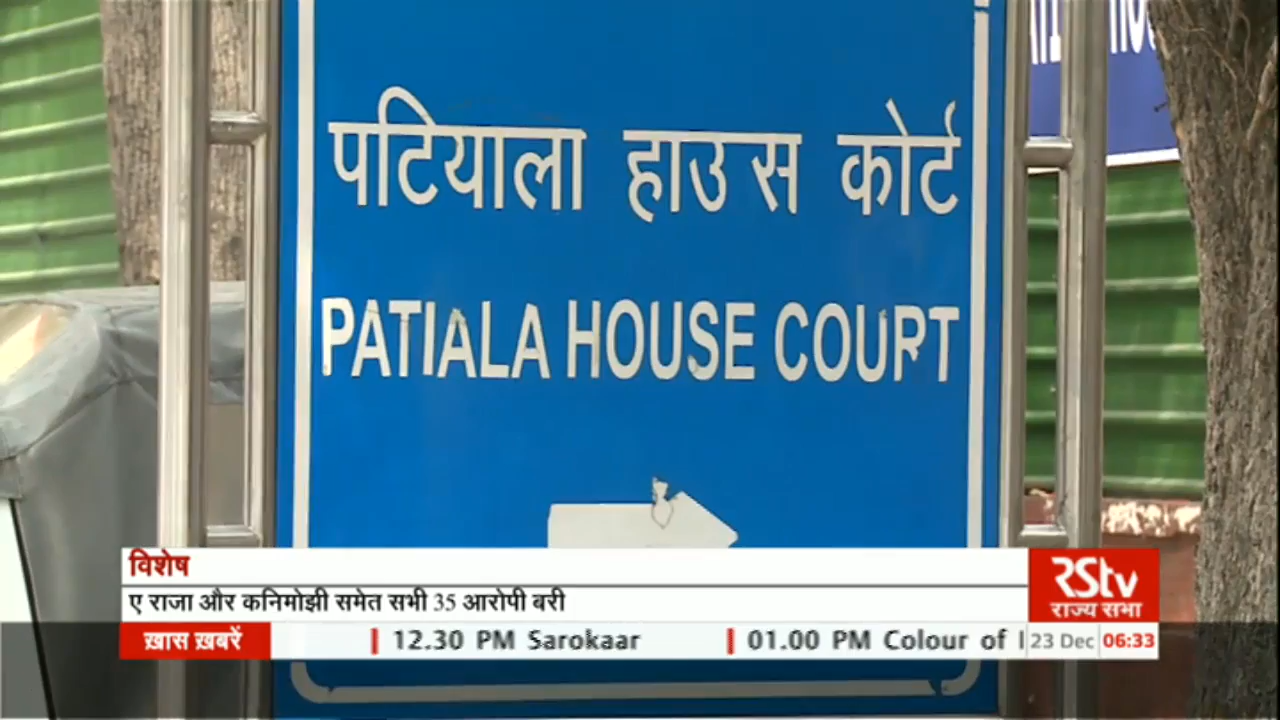 पटियाला हाउस कोर्ट
PATIALA HOUSE COURT
विशेष
ए राजा और कनिमोझी समेत सभी 35 आरोपी बरी
RStv
राज्य सभा
ख़ास ख़बरें 12.30 PM Sarokaar 01.00 PM Colour of 23 Dec 06:33